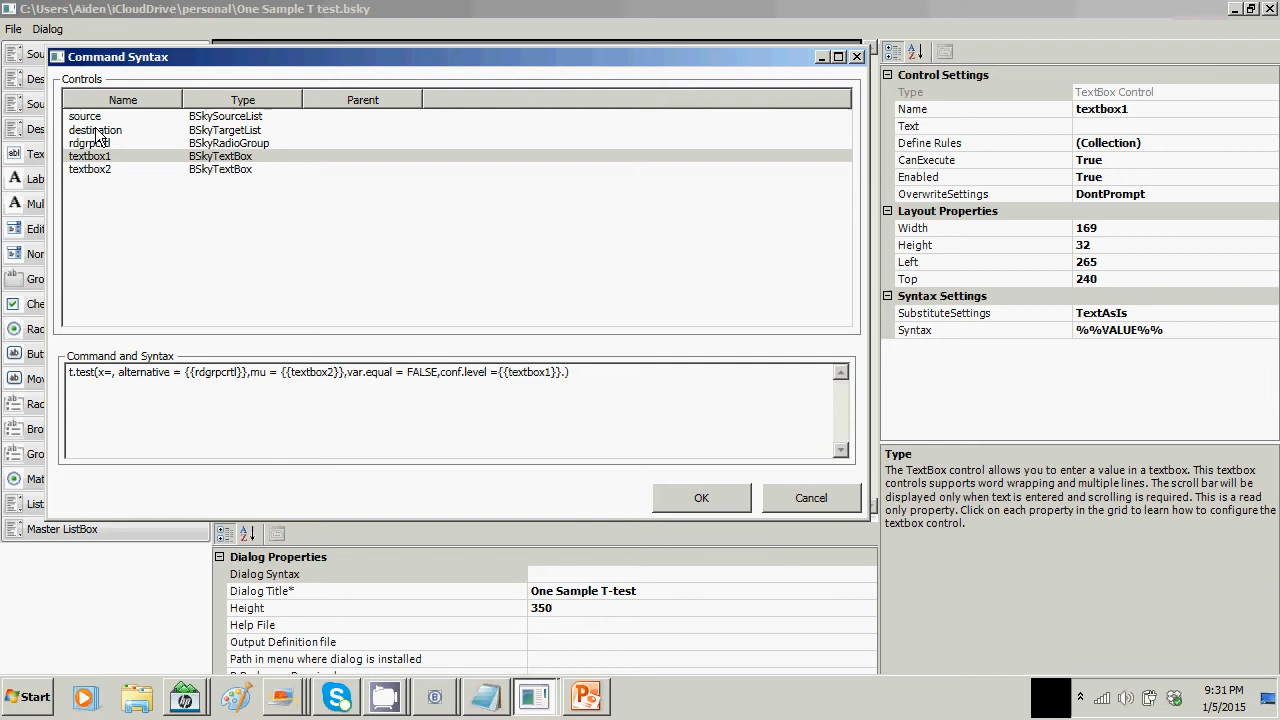 C:\Users\Aiden\iCloudDrive\personal\One Sample T test.bsky
File Dialog
Command Syntax
Controls
Name Type Parent
source BSkySourceList
destination BSkyTargetList
BSkyRadioGroup
textbox1 BSkyTextBox
textbox2 BSkyTextBox
Command and Syntax
t.test(x=, alternative = {{rdgrpcrtl}},mu = {{textbox2}},var.equal = FALSE,conf.level ={{textbox1}}.)
OK Cancel
Master ListBox
Control Settings
Type TextBox Control
Name textbox1
Text
Define Rules (Collection)
CanExecute True
Enabled True
OverwriteSettings DontPrompt
Layout Properties
Width 169
Height 32
Left 265
Top 240
Syntax Settings
SubstituteSettings TextAsIs
Syntax %%VALUE%%
Type
The TextBox control allows you to enter a value in a textbox. This textbox
controls supports word wrapping and multiple lines. The scroll bar will be
displayed only when text is entered and scrolling is required. This is a read
only property. Click on each property in the grid to learn how to configure the
textbox control.
Dialog Properties
Dialog Syntax
Dialog Title* One Sample T-test
Height 350
Help File
Output Definition file
Path in menu where dialog is installed
Start
9:31 PM
1/5/2015